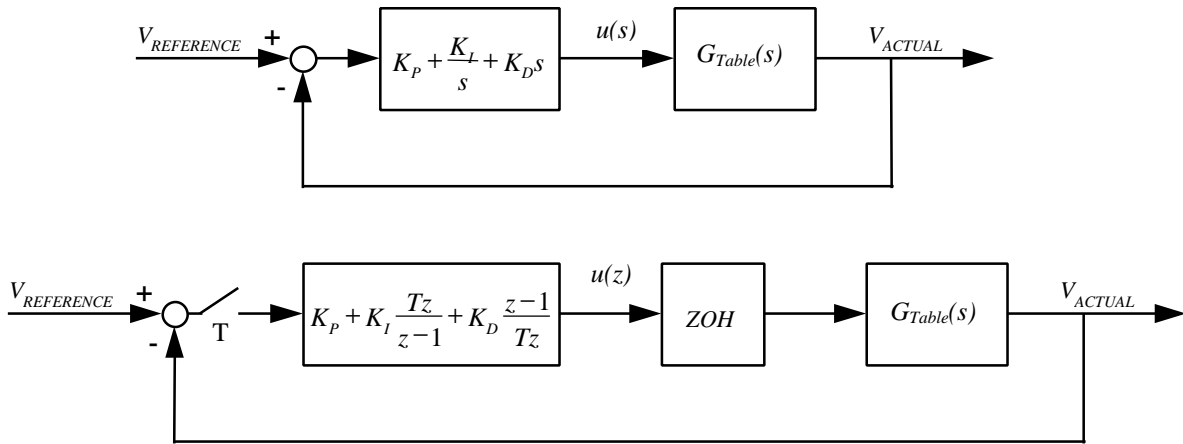 V_REFERENCE + - K_P + K_I/s + K_D s u(s) G_Table(s) V_ACTUAL
V_REFERENCE + - T K_P + K_I Tz/(z-1) + K_D (z-1)/(Tz) u(z) ZOH G_Table(s) V_ACTUAL